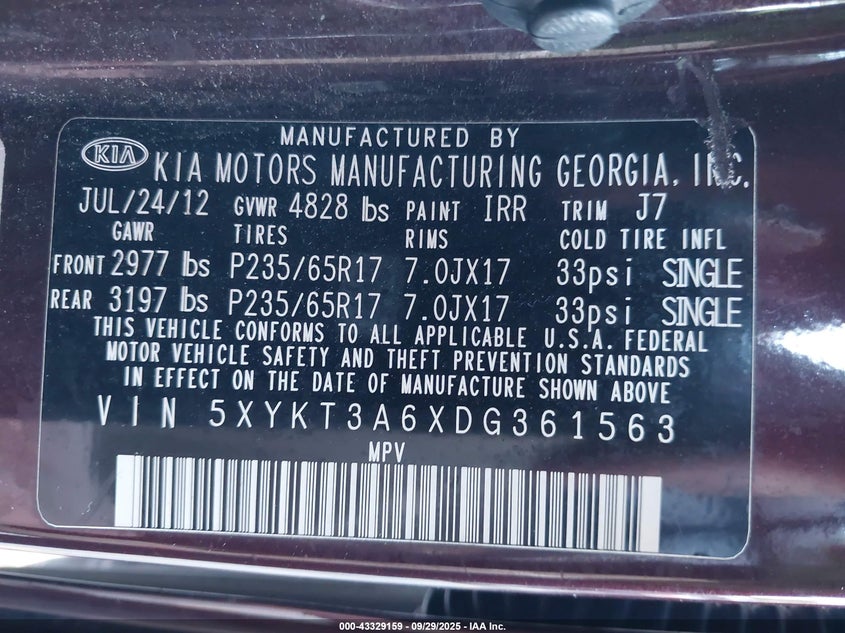 MANUFACTURED BY
KIA KIA MOTORS MANUFACTURING GEORGIA, INC.
JUL/24/12 GVWR 4828 lbs PAINT IRR TRIM J7
GAWR TIRES RIMS COLD TIRE INFL
FRONT 2977 lbs P235/65R17 7.0JX17 33psi SINGLE
REAR 3197 lbs P235/65R17 7.0JX17 33psi SINGLE
THIS VEHICLE CONFORMS TO ALL APPLICABLE U.S.A. FEDERAL
MOTOR VEHICLE SAFETY AND THEFT PREVENTION STANDARDS
IN EFFECT ON THE DATE OF MANUFACTURE SHOWN ABOVE
VIN 5XYKT3A6XDG361563
MPV
000-43329159 - 09/29/2025 - IAA Inc.